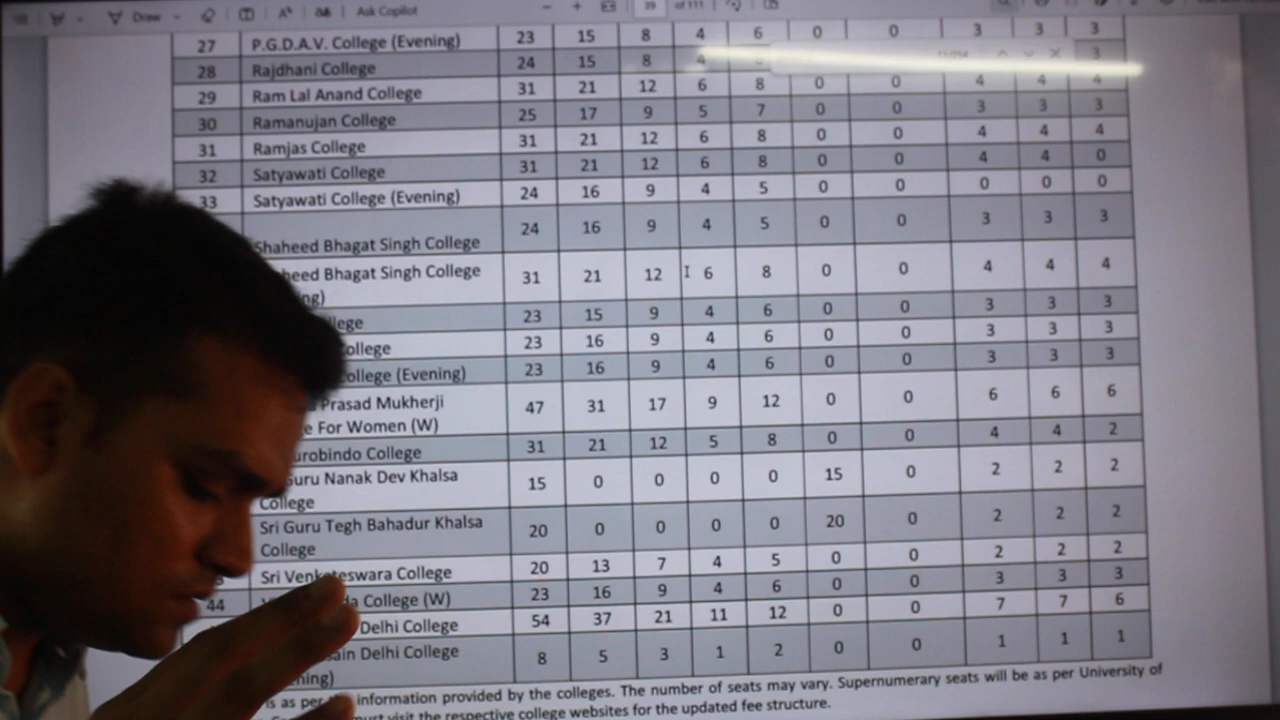 Draw
Ask Copilot
39 of 111
27 P.G.D.A.V. College (Evening) 23 15 8 4 6 0 0 3 3 3
28 Rajdhani College 24 15 8 4 3
29 Ram Lal Anand College 31 21 12 6 8 0 0 4 4 4
30 Ramanujan College 25 17 9 5 7 0 0 3 3 3
31 Ramjas College 31 21 12 6 8 0 0 4 4 4
32 Satyawati College 31 21 12 6 8 0 0 4 4 0
33 Satyawati College (Evening) 24 16 9 4 5 0 0 0 0 0
Shaheed Bhagat Singh College 24 16 9 4 5 0 0 3 3 3
heed Bhagat Singh College
ng) 31 21 12 6 8 0 0 4 4 4
lege 23 15 9 4 6 0 0 3 3 3
ollege 23 16 9 4 6 0 0 3 3 3
ollege (Evening) 23 16 9 4 6 0 0 3 3 3
Prasad Mukherji
e For Women (W) 47 31 17 9 12 0 0 6 6 6
urobindo College 31 21 12 5 8 0 0 4 4 2
uru Nanak Dev Khalsa
College 15 0 0 0 0 15 0 2 2 2
Sri Guru Tegh Bahadur Khalsa
College 20 0 0 0 0 20 0 2 2 2
Sri Venkateswara College 20 13 7 4 5 0 0 2 2 2
44 College (W) 23 16 9 4 6 0 0 3 3 3
Delhi College 54 37 21 11 12 0 0 7 7 6
ain Delhi College
ning) 8 5 3 1 2 0 0 1 1 1
is as per information provided by the colleges. The number of seats may vary. Supernumerary seats will be as per University of
must visit the respective college websites for the updated fee structure.